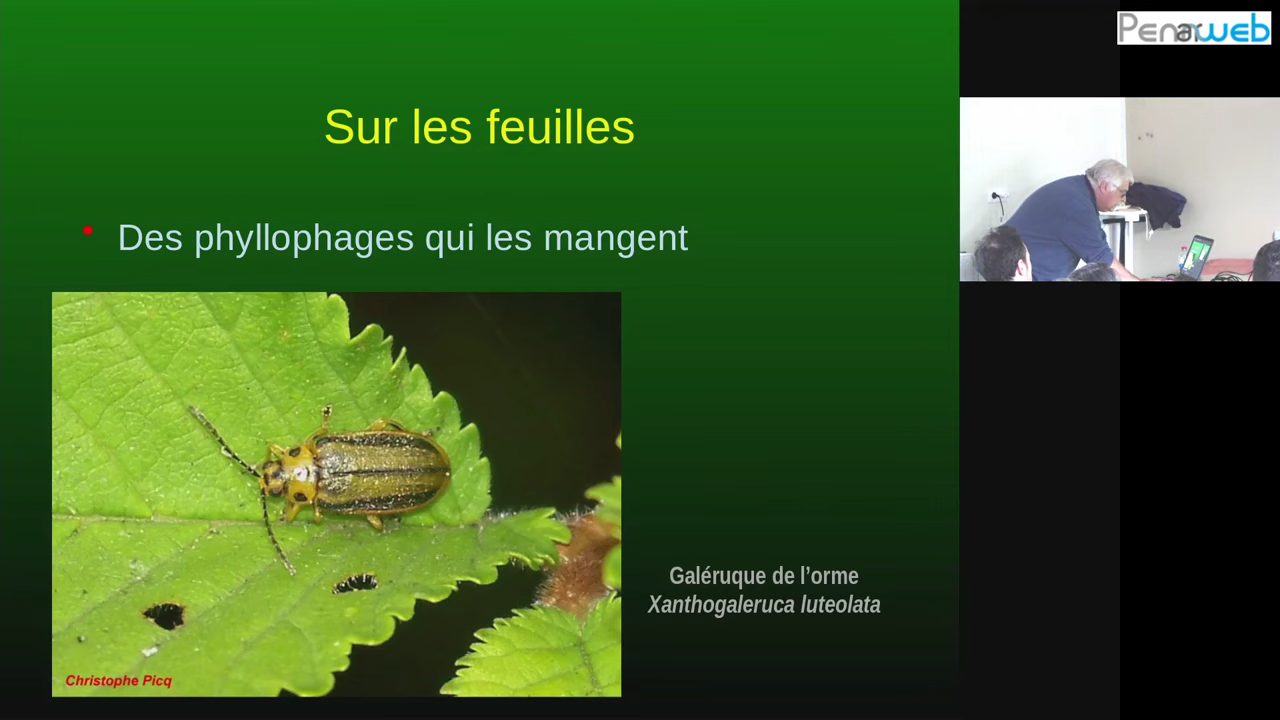 Penarweb
Sur les feuilles
Des phyllophages qui les mangent
Galéruque de l’orme
Xanthogaleruca luteolata
Christophe Picq